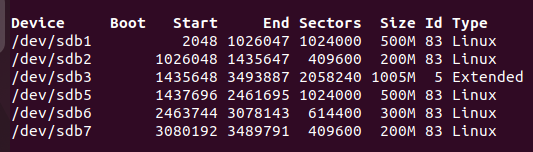 Device     Boot   Start     End Sectors  Size Id Type
/dev/sdb1          2048 1026047 1024000  500M 83 Linux
/dev/sdb2       1026048 1435647  409600  200M 83 Linux
/dev/sdb3       1435648 3493887 2058240 1005M  5 Extended
/dev/sdb5       1437696 2461695 1024000  500M 83 Linux
/dev/sdb6       2463744 3078143  614400  300M 83 Linux
/dev/sdb7       3080192 3489791  409600  200M 83 Linux